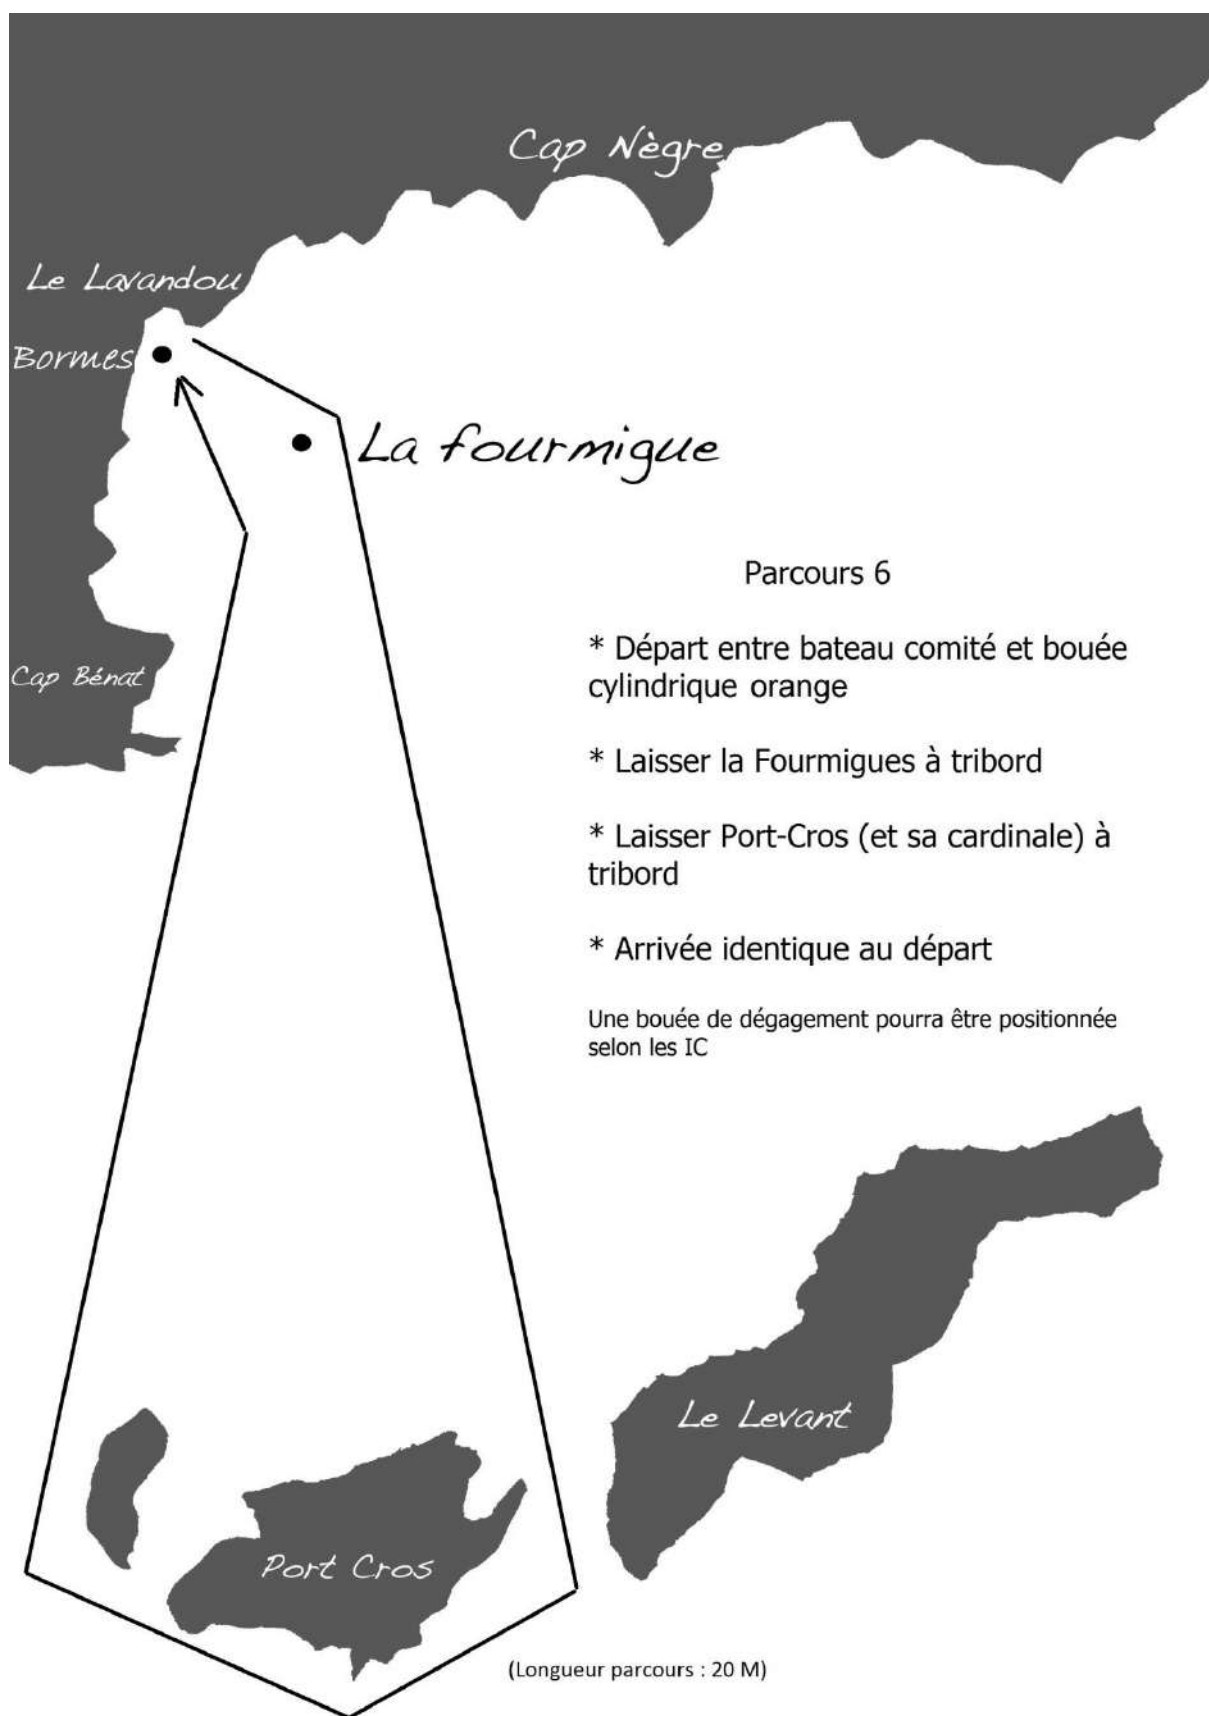 Cap Nègre
Le Lavandou
Bormes
La fourmigue
Parcours 6
* Départ entre bateau comité et bouée
cylindrique orange
Cap Bénat
* Laisser la Fourmigues à tribord
* Laisser Port-Cros (et sa cardinale) à
tribord
* Arrivée identique au départ
Une bouée de dégagement pourra être positionnée
selon les IC
Le Levant
Port Cros
(Longueur parcours : 20 M)